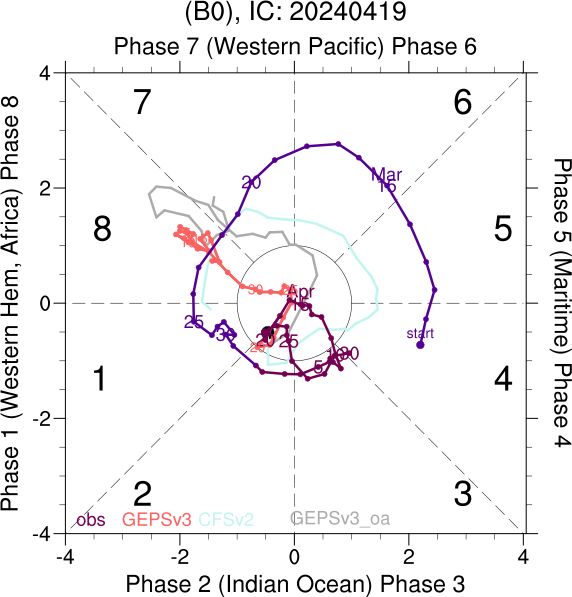 (B0), IC: 20240419
Phase 7 (Western Pacific) Phase 6
4
7
6
Mar
20
15
2
8
5
Phase 1 (Western Hem, Africa) Phase 8
Phase 5 (Maritime) Phase 4
30
Apr
15
0
25
start
30
25
5
10
1
4
-2
2
3
obs
GEPSv3
CFSv2
GEPSv3_oa
-4
-4
-2
0
2
4
Phase 2 (Indian Ocean) Phase 3